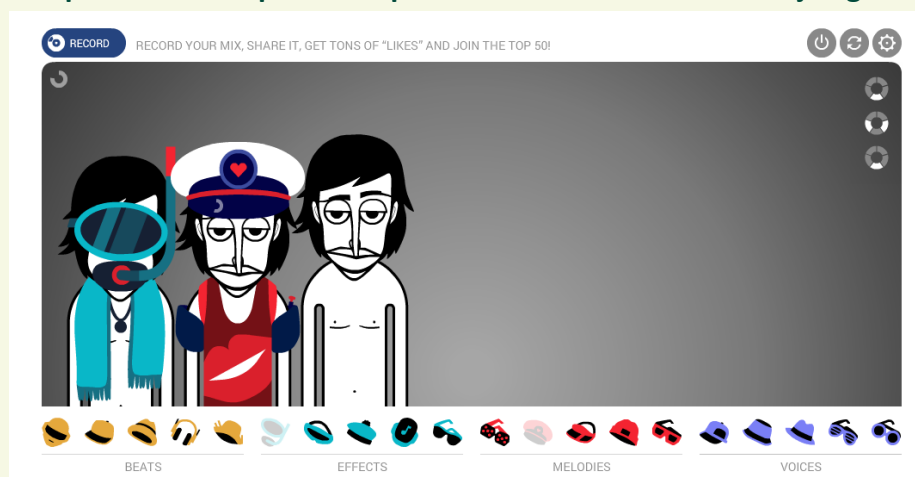 RECORD
RECORD YOUR MIX, SHARE IT, GET TONS OF “LIKES” AND JOIN THE TOP 50!
BEATS
EFFECTS
MELODIES
VOICES